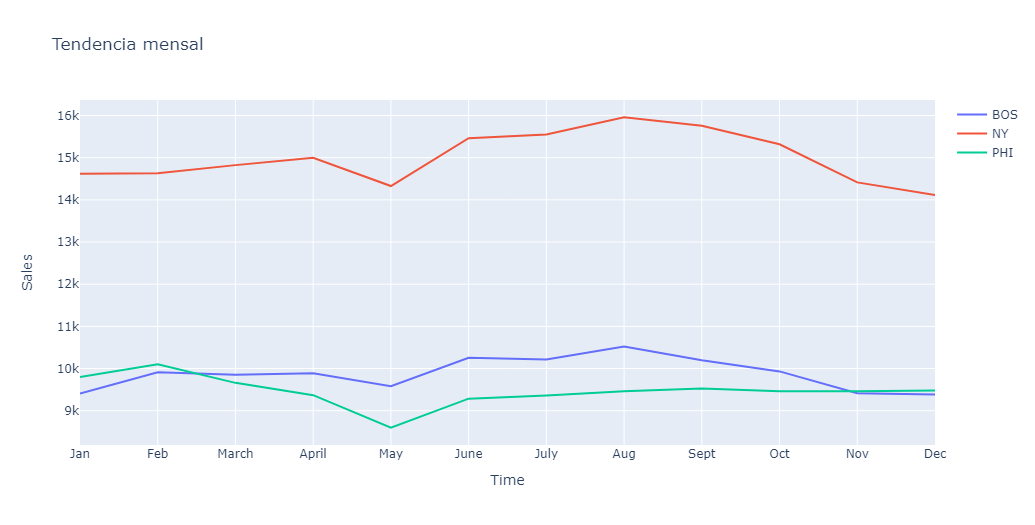 Tendencia mensal
BOS
NY
PHI
16k
15k
14k
13k
12k
11k
10k
9k
Sales
Jan Feb March April May June July Aug Sept Oct Nov Dec
Time